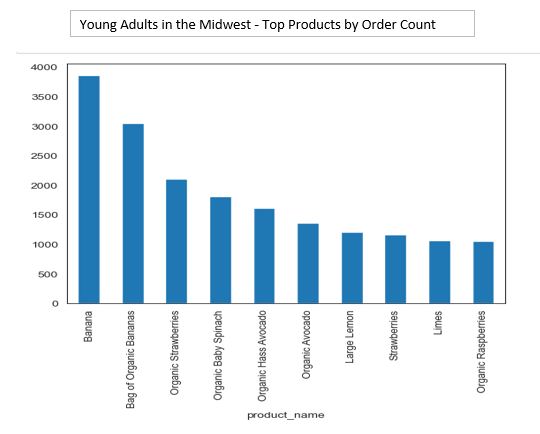 Young Adults in the Midwest - Top Products by Order Count
4000
3500
3000
2500
2000
1500
1000
500
0
Banana
Bag of Organic Bananas
Organic Strawberries
Organic Baby Spinach
Organic Hass Avocado
Organic Avocado
Large Lemon
Strawberries
Limes
Organic Raspberries
product_name